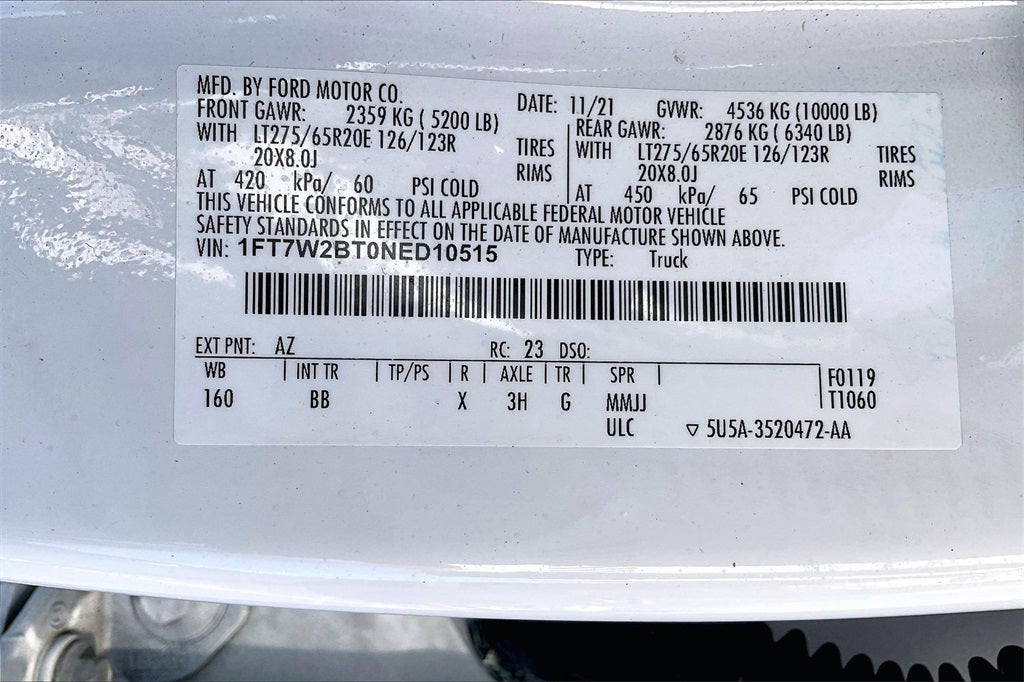 MFD. BY FORD MOTOR CO. DATE: 11/21 GVWR: 4536 KG (10000 LB)
FRONT GAWR: 2359 KG ( 5200 LB) REAR GAWR: 2876 KG ( 6340 LB)
WITH LT275/65R20E 126/123R TIRES WITH LT275/65R20E 126/123R TIRES
20X8.0J RIMS 20X8.0J RIMS
AT 420 kPa/ 60 PSI COLD AT 450 kPa/ 65 PSI COLD
THIS VEHICLE CONFORMS TO ALL APPLICABLE FEDERAL MOTOR VEHICLE
SAFETY STANDARDS IN EFFECT ON THE DATE OF MANUFACTURE SHOWN ABOVE.
VIN: 1FT7W2BT0NED10515 TYPE: Truck
EXT PNT: AZ RC: 23 DSO:
WB INT TR TP/PS R AXLE TR SPR F0119
160 BB X 3H G MMJJ T1060
ULC ▽ 5U5A-3520472-AA